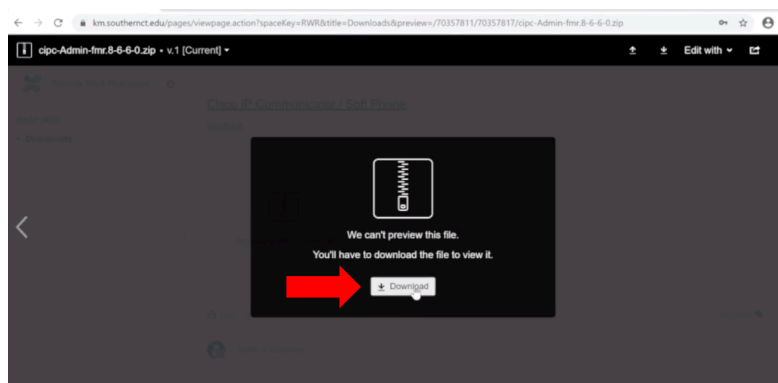 km.southernct.edu/pages/viewpage.action?spaceKey=RWR&title=Downloads&preview=/70357811/70357817/cipc-Admin-fmr.8-6-6-0.zip
cipc-Admin-fmr.8-6-6-0.zip • v.1 [Current]
Edit with
Cisco IP Communicator / Soft Phone
We can't preview this file.
You'll have to download the file to view it.
Download